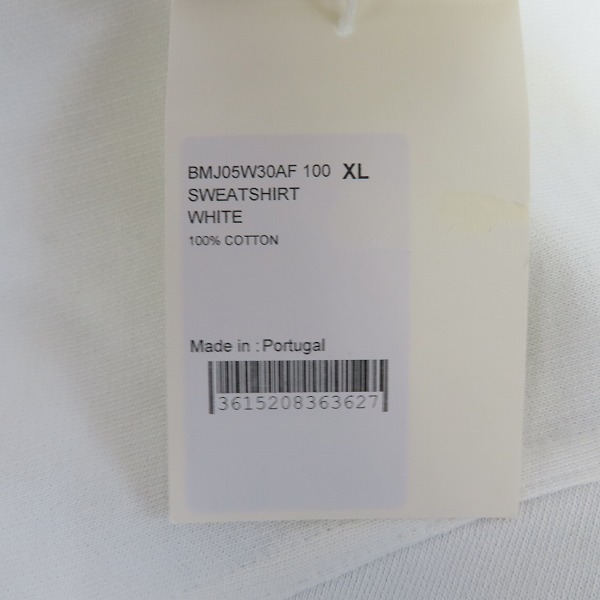 BMJ05W30AF 100 XL
SWEATSHIRT
WHITE
100% COTTON
Made in : Portugal
3615208363627